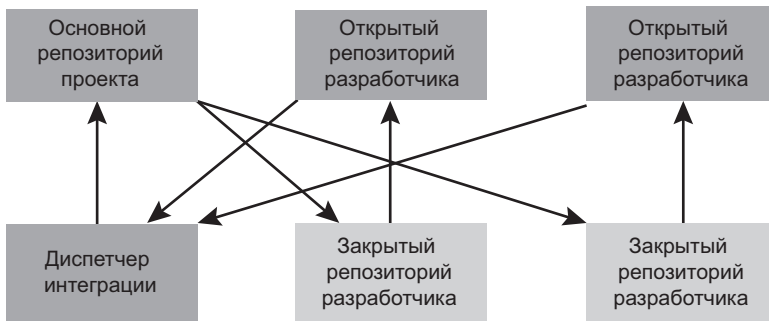 Основной
репозиторий
проекта
Открытый
репозиторий
разработчика
Открытый
репозиторий
разработчика
Диспетчер
интеграции
Закрытый
репозиторий
разработчика
Закрытый
репозиторий
разработчика